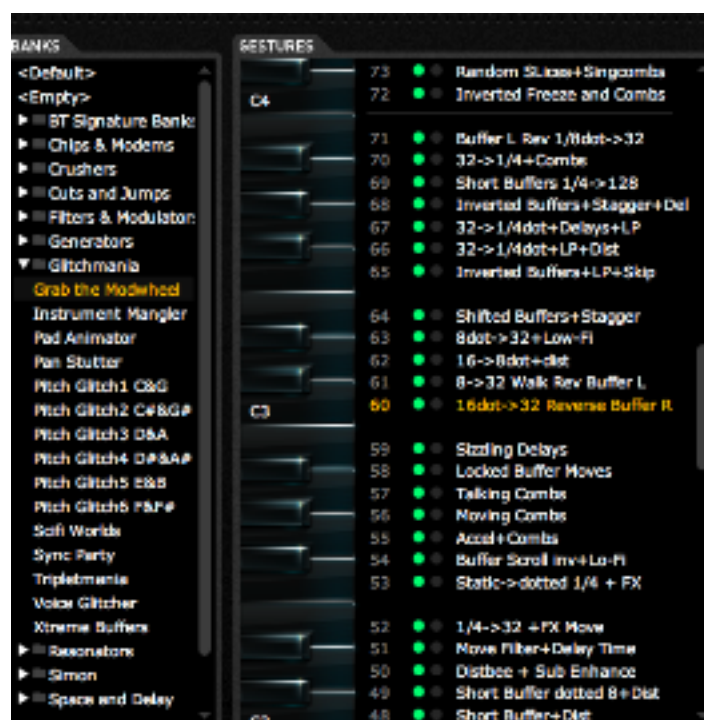 BANKS
<Default>
<Empty>
BT Signature Banks
Chips & Modems
Crushers
Cuts and Jumps
Filters & Modulators
Generators
Glitchmania
Grab the Modwheel
Instrument Mangler
Pad Animator
Pan Stutter
Pitch Glitch1 C&G
Pitch Glitch2 C#&G#
Pitch Glitch3 D&A
Pitch Glitch4 D#&A#
Pitch Glitch5 E&B
Pitch Glitch6 F&F#
Scifi Worlds
Sync Party
Tripletmania
Voice Glitcher
Xtreme Buffers
Resonators
Simon
Space and Delay
GESTURES
73 Random SLices+Singcombs
C4 72 Inverted Freeze and Combs
71 Buffer L Rev 1/8dot->32
70 32->1/4+Combs
69 Short Buffers 1/4->128
68 Inverted Buffers+Stagger+Del
67 32->1/4dot+Delays+LP
66 32->1/4dot+LP+Dist
65 Inverted Buffers+LP+Skip
64 Shifted Buffers+Stagger
63 8dot->32+Low-Fi
62 16->8dot+dist
61 8->32 Walk Rev Buffer L
C3 60 16dot->32 Reverse Buffer R
59 Sizzling Delays
58 Locked Buffer Moves
57 Talking Combs
56 Moving Combs
55 Accel+Combs
54 Buffer Scroll inv+Lo-Fi
53 Static->dotted 1/4 + FX
52 1/4->32 +FX Move
51 Move Filter+Delay Time
50 Distbee + Sub Enhance
49 Short Buffer dotted 8+Dist
48 Short Buffer+Dist